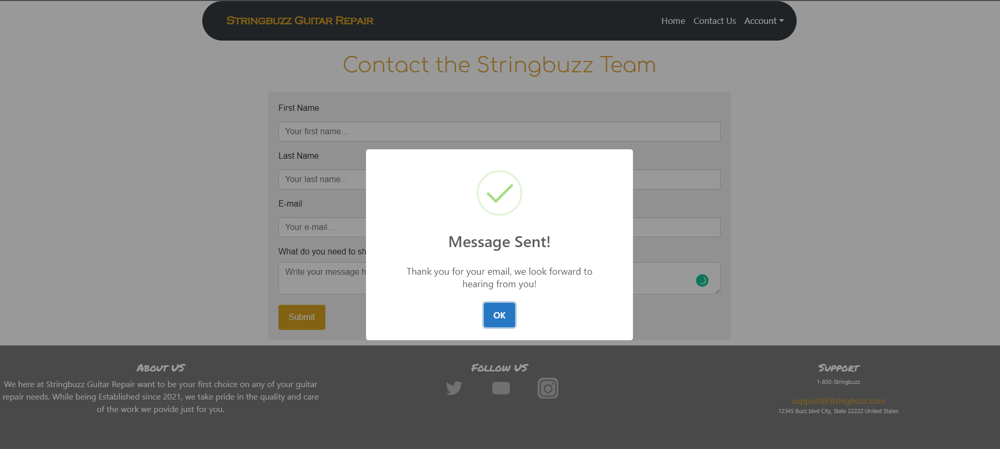 Stringbuzz Guitar Repair
Home Contact Us Account
Contact the Stringbuzz Team
First Name
Your first name...
Last Name
Your last name...
E-mail
Your e-mail...
What do you need to sh
Write your message h
Submit
Message Sent!
Thank you for your email, we look forward to
hearing from you!
OK
About US
We here at Stringbuzz Guitar Repair want to be your first choice on any of your guitar
repair needs. While being Established since 2021, we take pride in the quality and care
of the work we povide just for you.
Follow US
Support
1-800-Stringbuzz
support@Stringbuzz.com
12345 Buzz blvd City, State 22222 United States